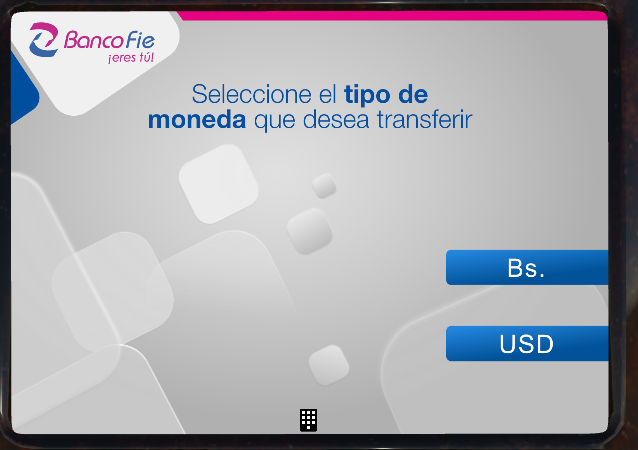 Banco Fie
¡eres tú!
Seleccione el tipo de
moneda que desea transferir
Bs.
USD